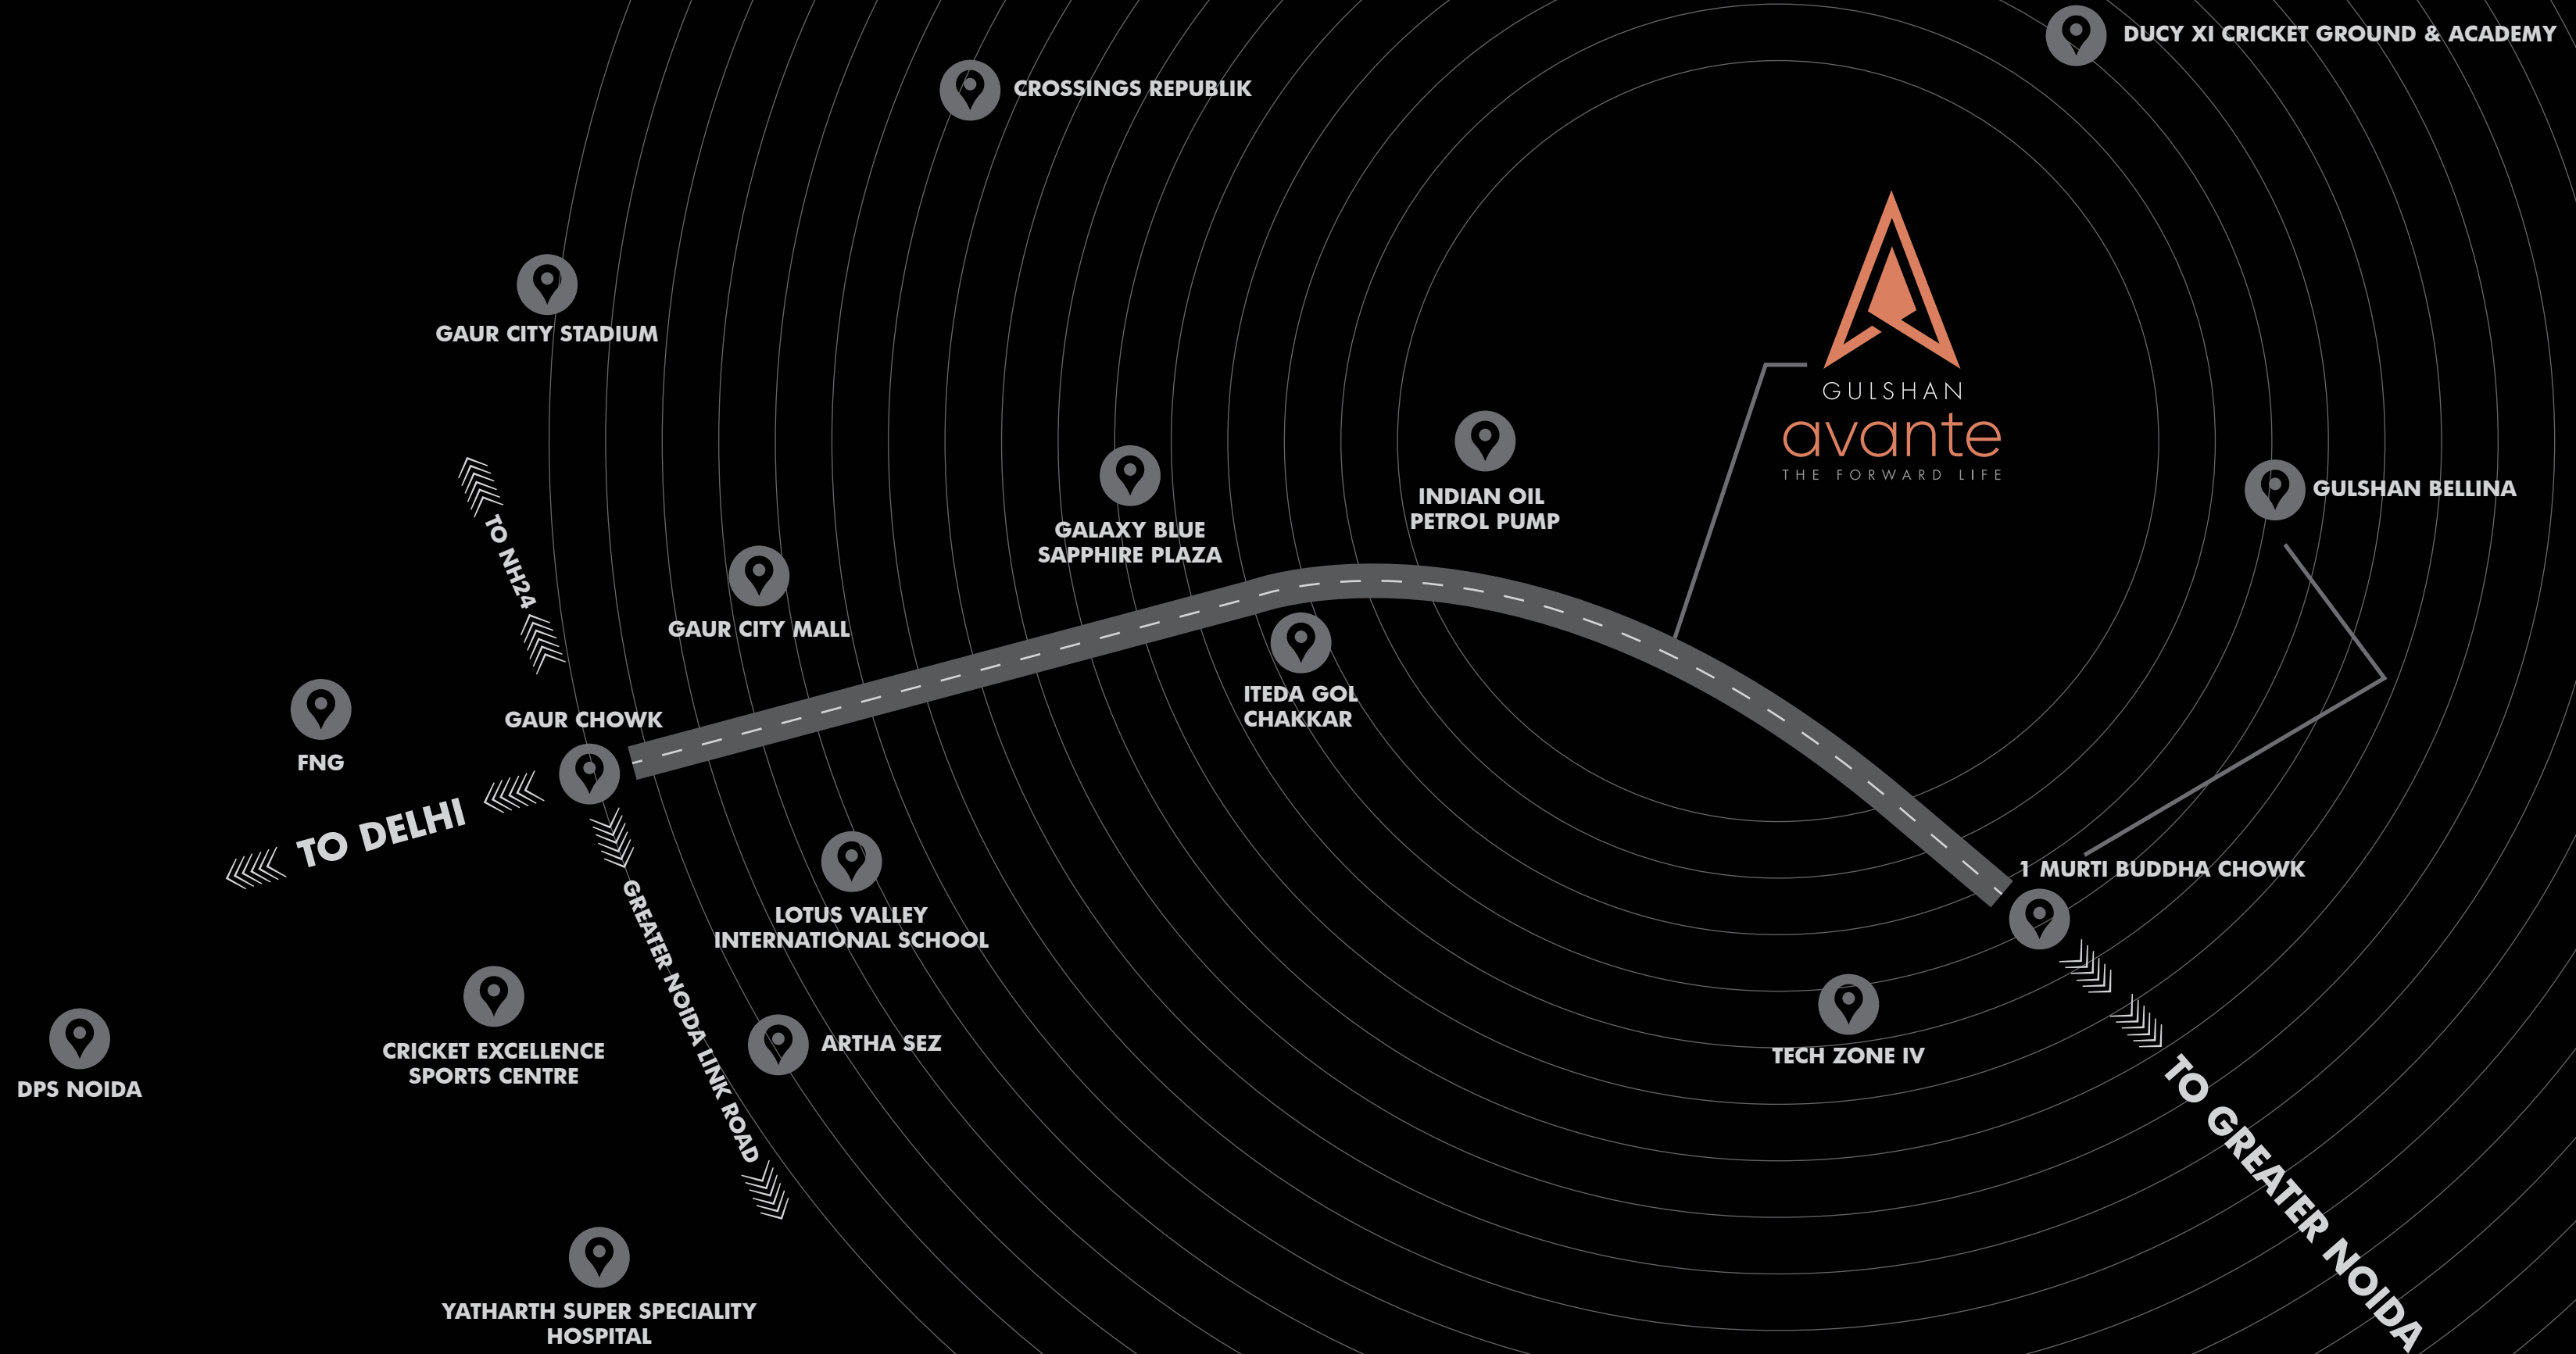 DUCY XI CRICKET GROUND & ACADEMY
CROSSINGS REPUBLIK
GAUR CITY STADIUM
GULSHAN
avante
THE FORWARD LIFE
INDIAN OIL
PETROL PUMP
GULSHAN BELLINA
GALAXY BLUE
SAPPHIRE PLAZA
TO NH24
GAUR CITY MALL
ITEDA GOL
CHAKKAR
GAUR CHOWK
FNG
TO DELHI
1 MURTI BUDDHA CHOWK
LOTUS VALLEY
INTERNATIONAL SCHOOL
GREATER NOIDA LINK ROAD
ARTHA SEZ
CRICKET EXCELLENCE
SPORTS CENTRE
TECH ZONE IV
DPS NOIDA
TO GREATER NOIDA
YATHARTH SUPER SPECIALITY
HOSPITAL